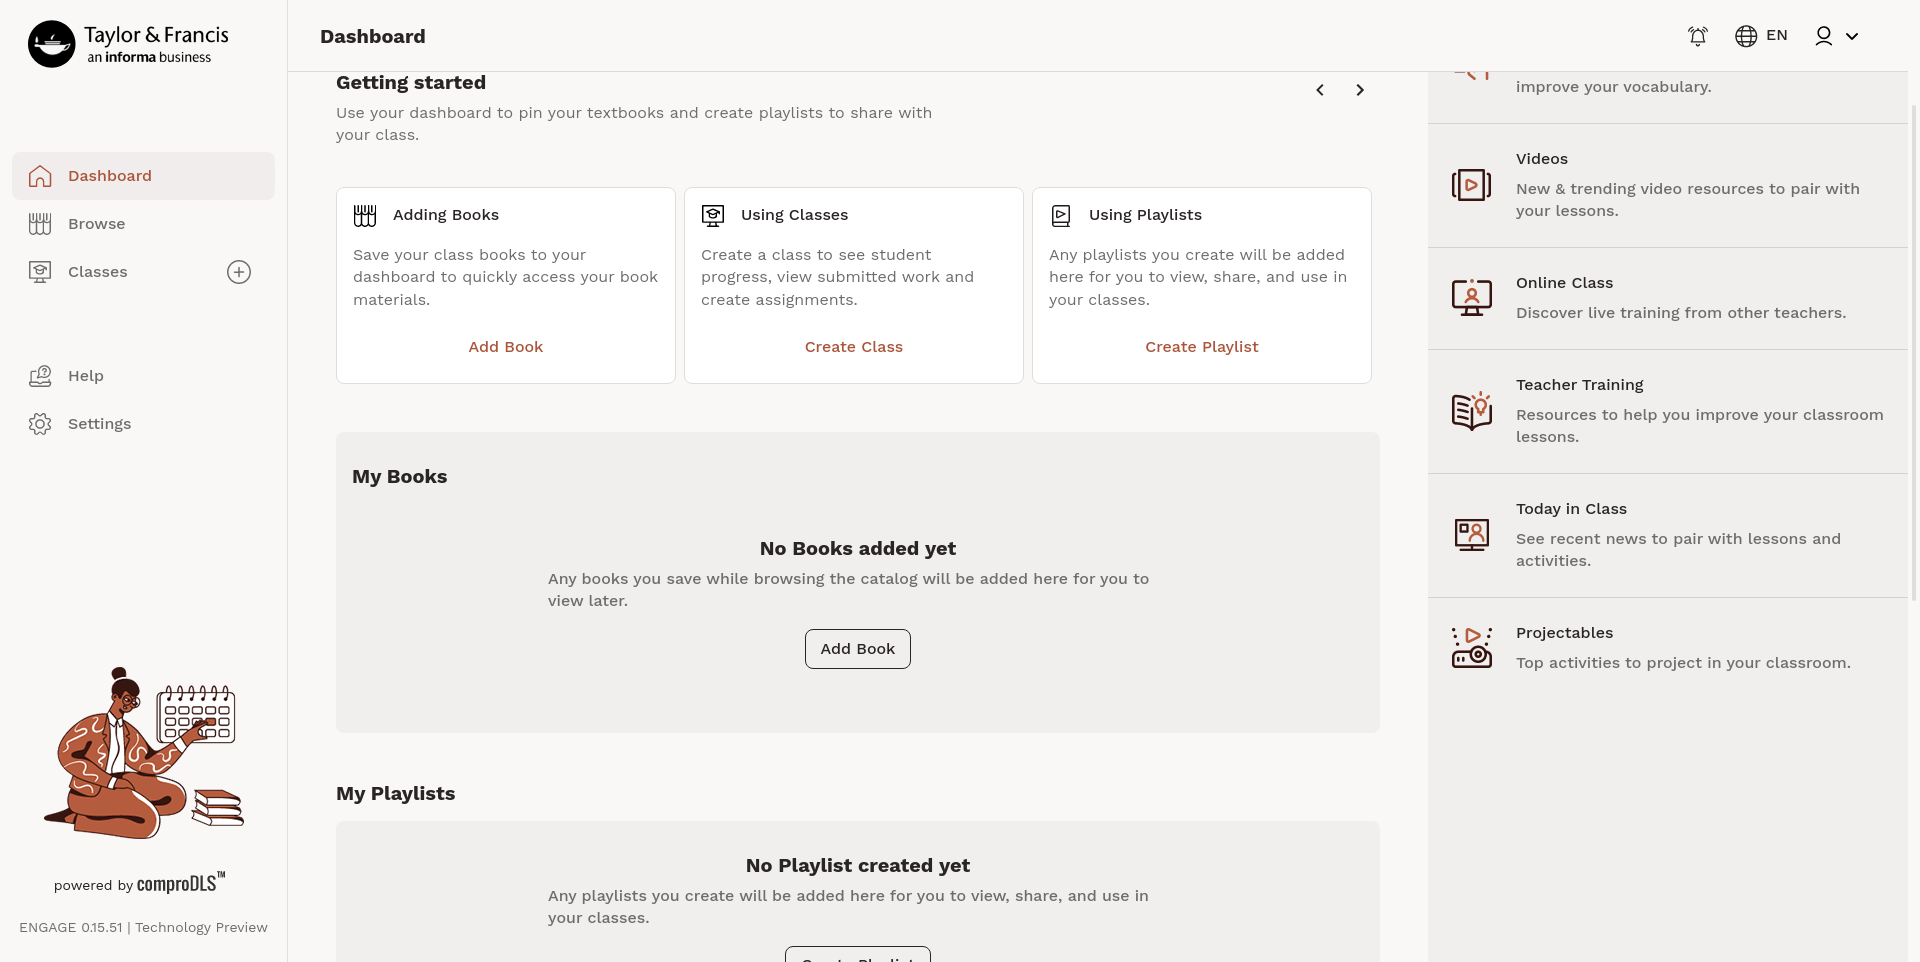 Taylor & Francis
an informa business
Dashboard
EN
Dashboard
Browse
Classes
Help
Settings
powered by comproDLS™
ENGAGE 0.15.51 | Technology Preview
Getting started
Use your dashboard to pin your textbooks and create playlists to share with
your class.
Adding Books
Save your class books to your
dashboard to quickly access your book
materials.
Add Book
Using Classes
Create a class to see student
progress, view submitted work and
create assignments.
Create Class
Using Playlists
Any playlists you create will be added
here for you to view, share, and use in
your classes.
Create Playlist
My Books
No Books added yet
Any books you save while browsing the catalog will be added here for you to
view later.
Add Book
My Playlists
No Playlist created yet
Any playlists you create will be added here for you to view, share, and use in
your classes.
Create Playlist
improve your vocabulary.
Videos
New & trending video resources to pair with
your lessons.
Online Class
Discover live training from other teachers.
Teacher Training
Resources to help you improve your classroom
lessons.
Today in Class
See recent news to pair with lessons and
activities.
Projectables
Top activities to project in your classroom.